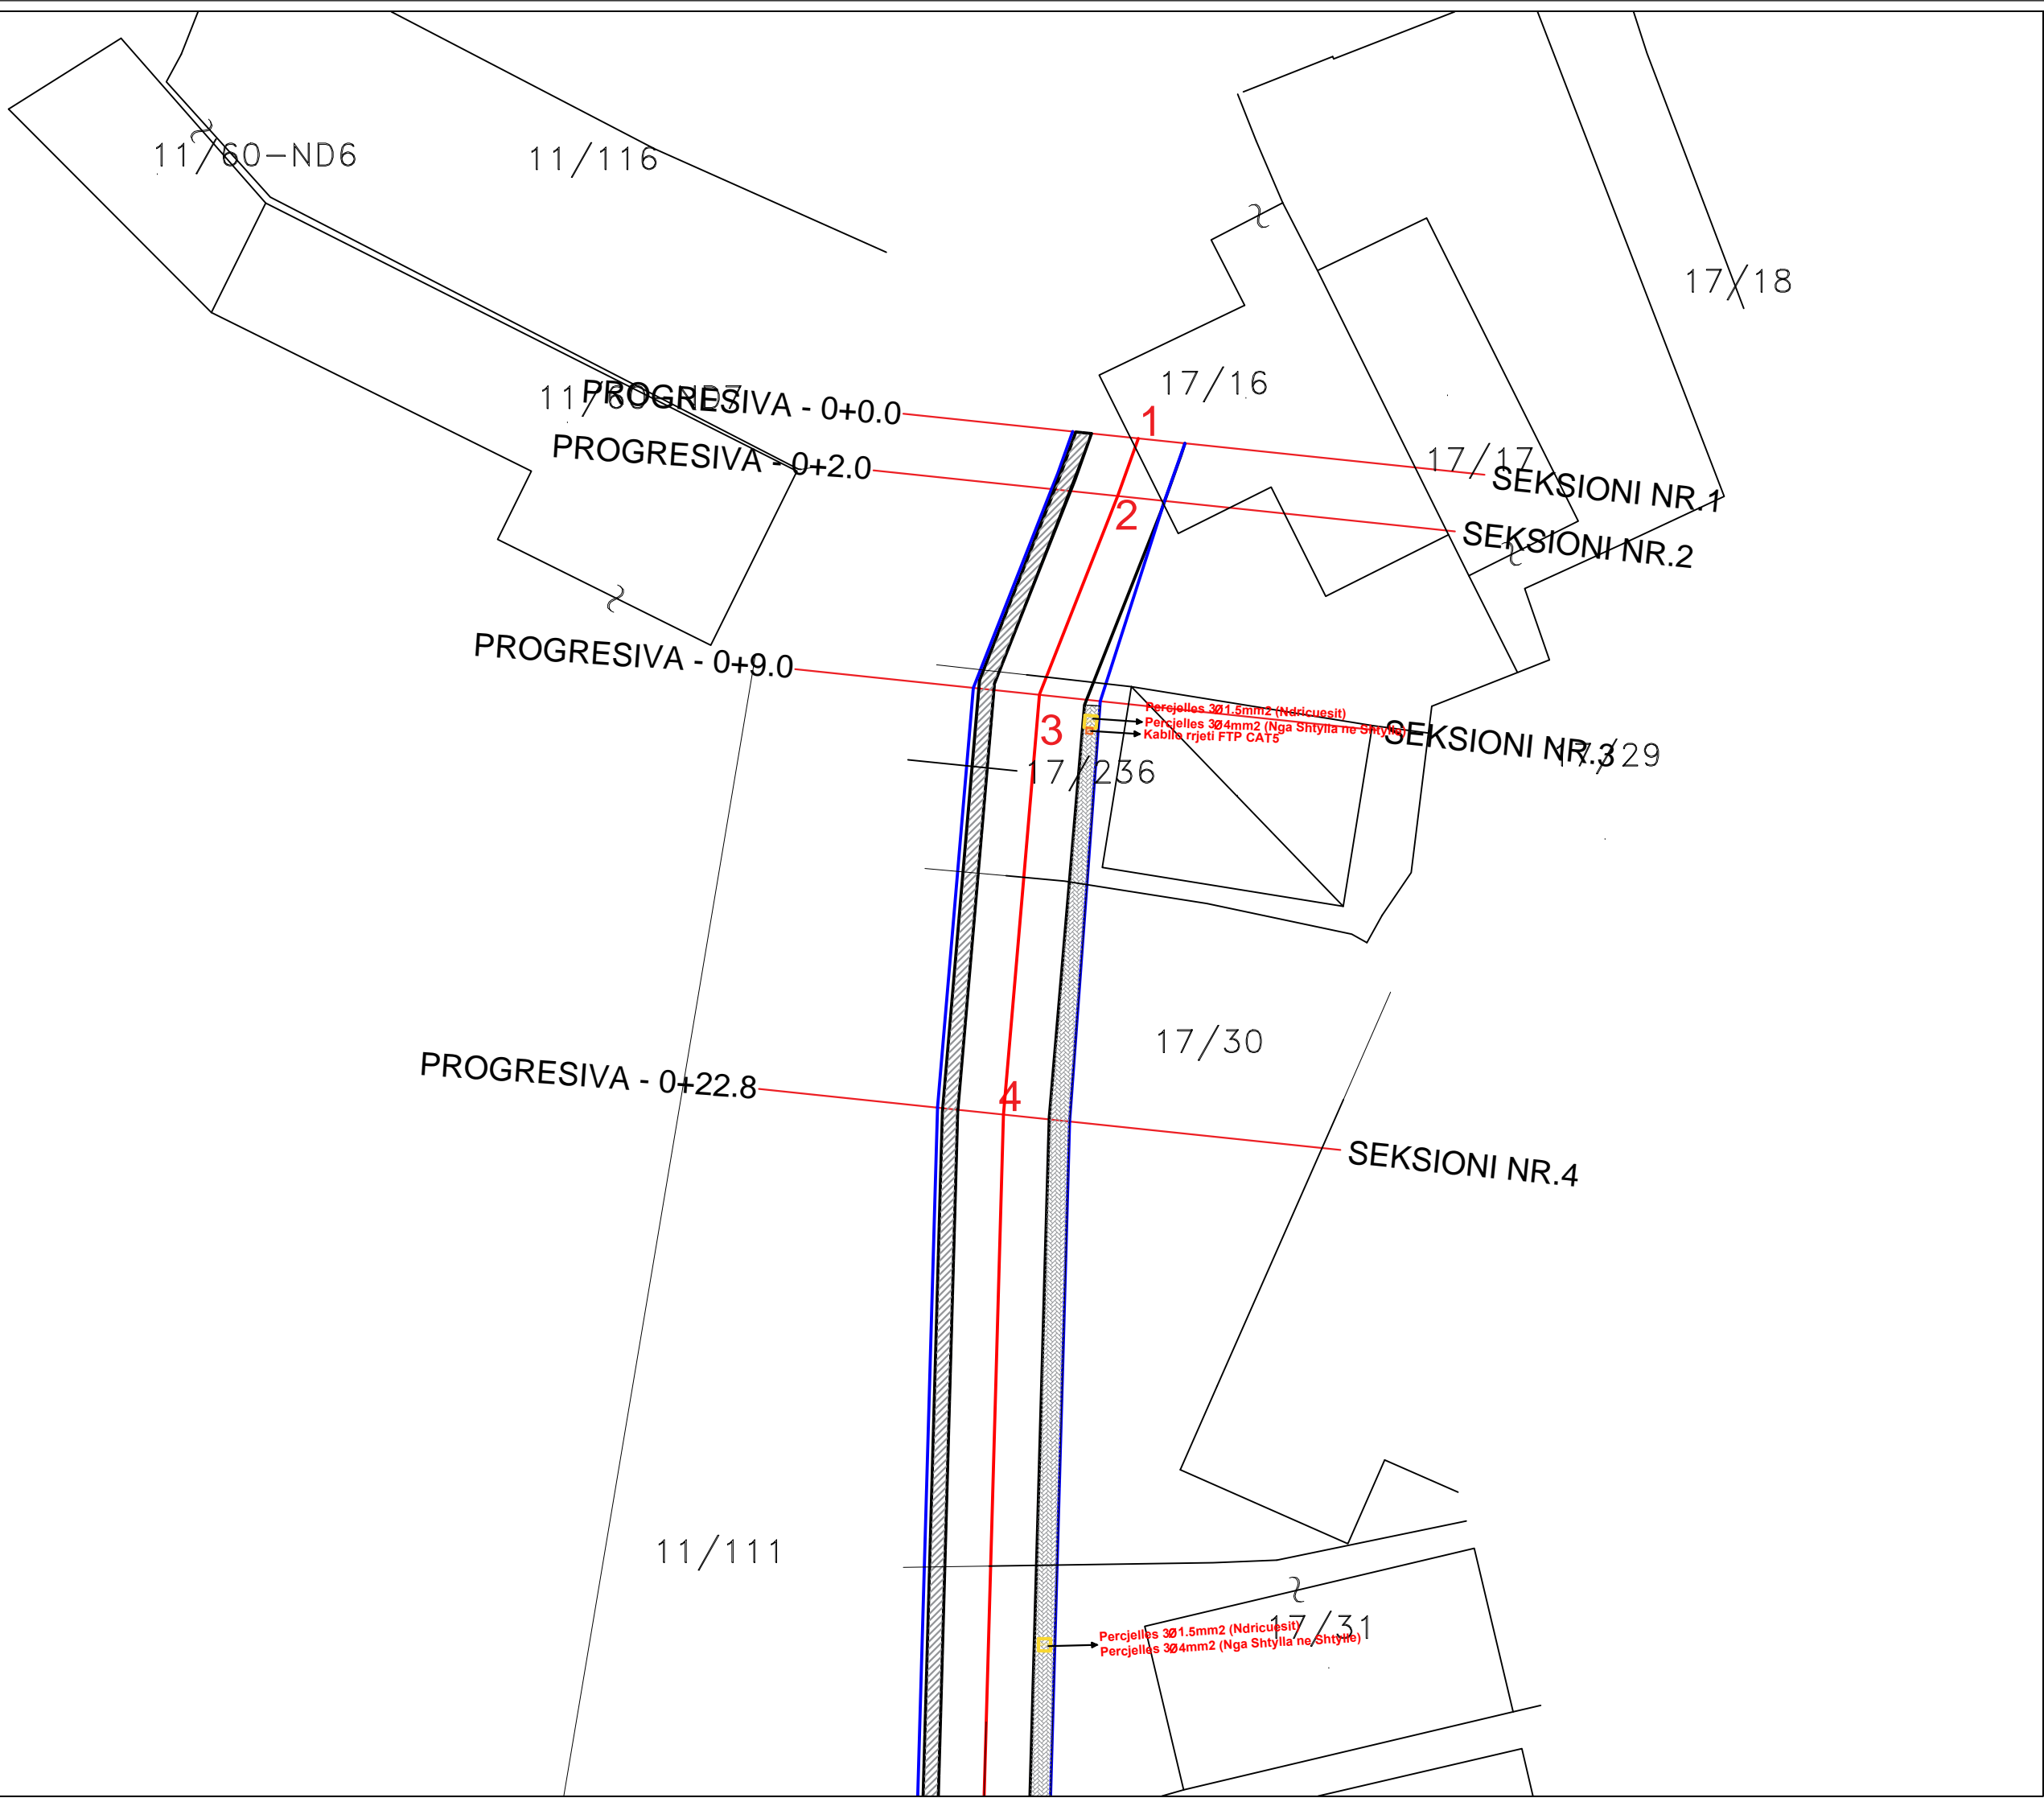 11/60-ND6
11/116
17/18
17/16
11/60-ND7
PROGRESIVA - 0+0.0
1
17/17
SEKSIONI NR.1
PROGRESIVA - 0+2.0
2
SEKSIONI NR.2
PROGRESIVA - 0+9.0
Percjelles 3Ø1.5mm2 (Ndricuesit)
Percjelles 3Ø4mm2 (Nga Shtylla ne Shtylle)
Kabllo rrjeti FTP CAT5
3
SEKSIONI NR.3
17/29
17/236
17/30
PROGRESIVA - 0+22.8
4
SEKSIONI NR.4
11/111
17/31
Percjelles 3Ø1.5mm2 (Ndricuesit)
Percjelles 3Ø4mm2 (Nga Shtylla ne Shtylle)